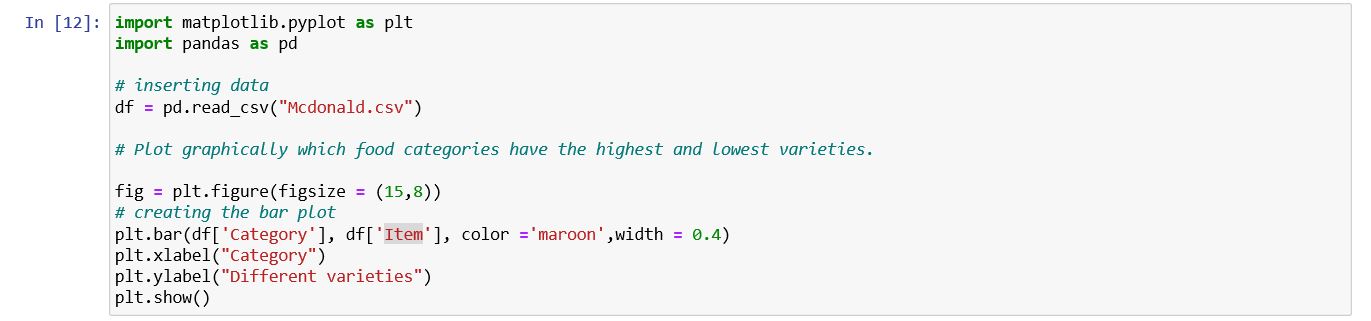 In [12]: import matplotlib.pyplot as plt
import pandas as pd
# inserting data
df = pd.read_csv("Mcdonald.csv")
# Plot graphically which food categories have the highest and lowest varieties.
fig = plt.figure(figsize = (15,8))
# creating the bar plot
plt.bar(df['Category'], df['Item'], color ='maroon',width = 0.4)
plt.xlabel("Category")
plt.ylabel("Different varieties")
plt.show()